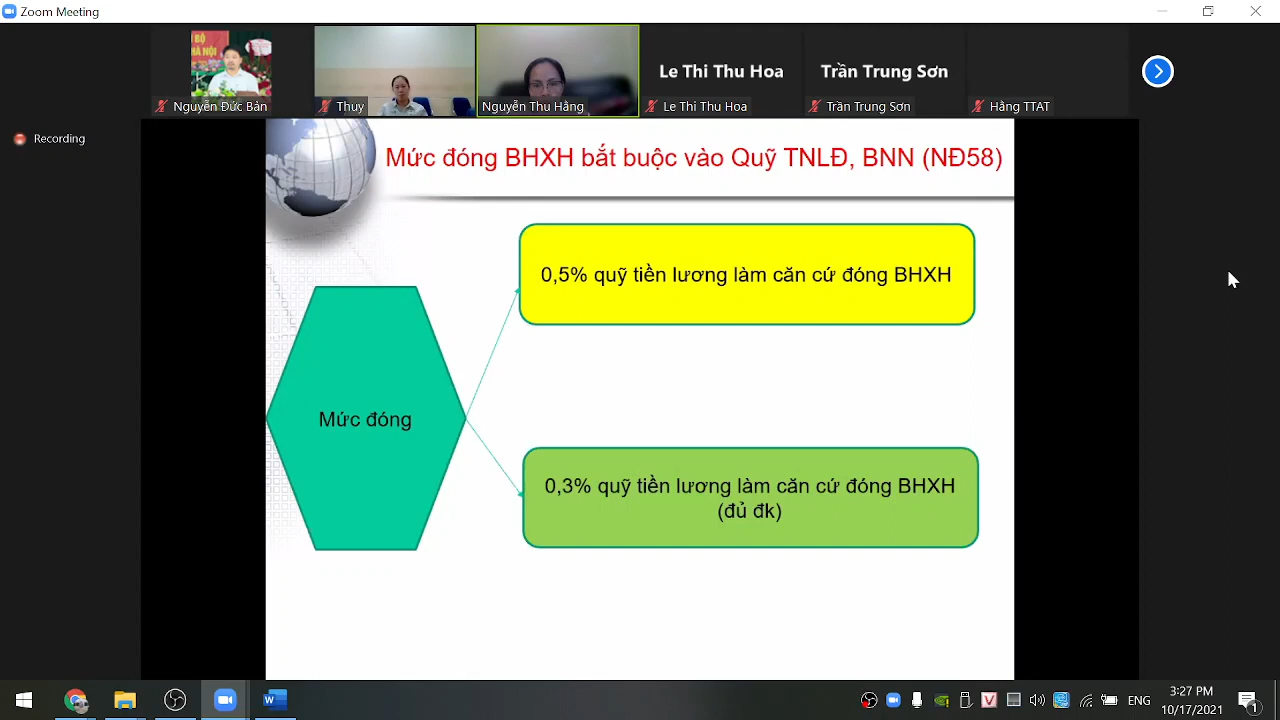 Zoom Meeting
BỘ
HÀ NỘI
Le Thi Thu Hoa
Trần Trung Sơn
Nguyễn Đức Bản
Thuy
Nguyễn Thu Hằng
Le Thi Thu Hoa
Trần Trung Sơn
Hằng TTAT
Recording
Mức đóng BHXH bắt buộc vào Quỹ TNLĐ, BNN (NĐ58)
0,5% quỹ tiền lương làm căn cứ đóng BHXH
Mức đóng
0,3% quỹ tiền lương làm căn cứ đóng BHXH
(đủ đk)
ENG
3:27 PM
10/17/2021